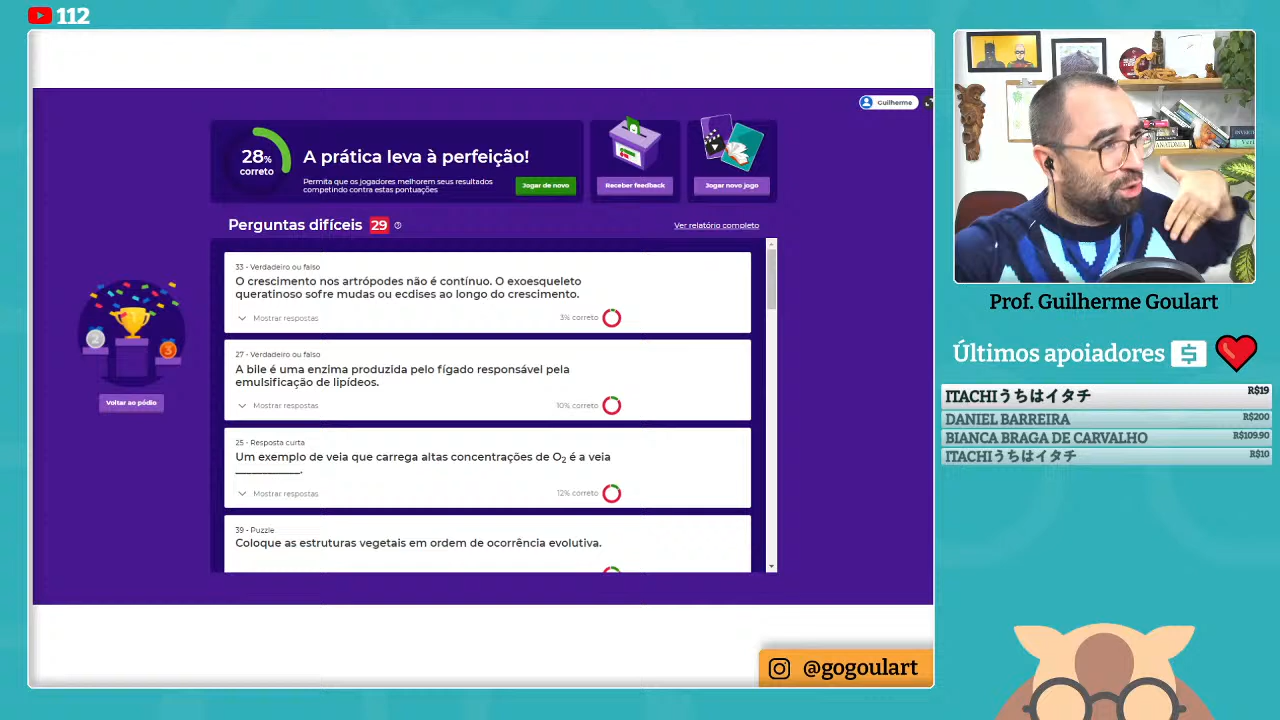 112
Guilherme
28%
correto
A prática leva à perfeição!
Permita que os jogadores melhorem seus resultados
competindo contra estas pontuações
Jogar de novo
Receber feedback
Jogar novo jogo
Perguntas difíceis 29
Ver relatório completo
33 - Verdadeiro ou falso
O crescimento nos artrópodes não é contínuo. O exoesqueleto
queratinoso sofre mudas ou ecdises ao longo do crescimento.
Mostrar respostas
3% correto
27 - Verdadeiro ou falso
A bile é uma enzima produzida pelo fígado responsável pela
emulsificação de lipídeos.
Mostrar respostas
10% correto
25 - Resposta curta
Um exemplo de veia que carrega altas concentrações de O₂ é a veia
____________.
Mostrar respostas
12% correto
39 - Puzzle
Coloque as estruturas vegetais em ordem de ocorrência evolutiva.
2
1
3
Voltar ao pódio
Prof. Guilherme Goulart
Últimos apoiadores
ITACHIうちはイタチ R$19
DANIEL BARREIRA R$200
BIANCA BRAGA DE CARVALHO R$109.90
ITACHIうちはイタチ R$10
@gogoulart